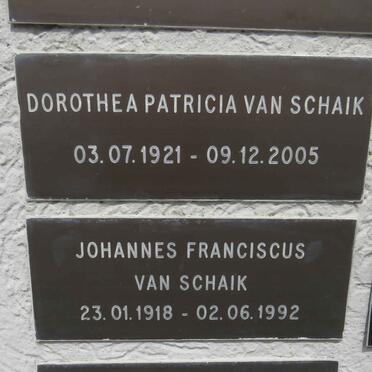 DOROTHEA PATRICIA VAN SCHAIK
03.07.1921 - 09.12.2005
JOHANNES FRANCISCUS
VAN SCHAIK
23.01.1918 - 02.06.1992